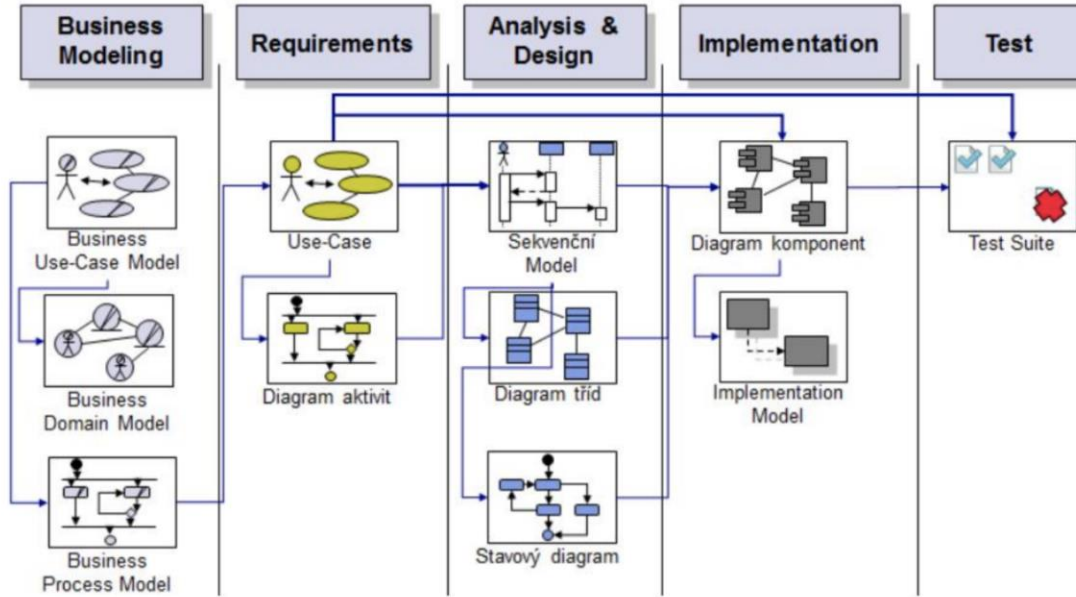 Business
Modeling
Requirements
Analysis &
Design
Implementation
Test
Business
Use-Case Model
Use-Case
Sekvenční
Model
Diagram komponent
Test Suite
Business
Domain Model
Diagram aktivit
Diagram tříd
Implementation
Model
Business
Process Model
Stavový diagram